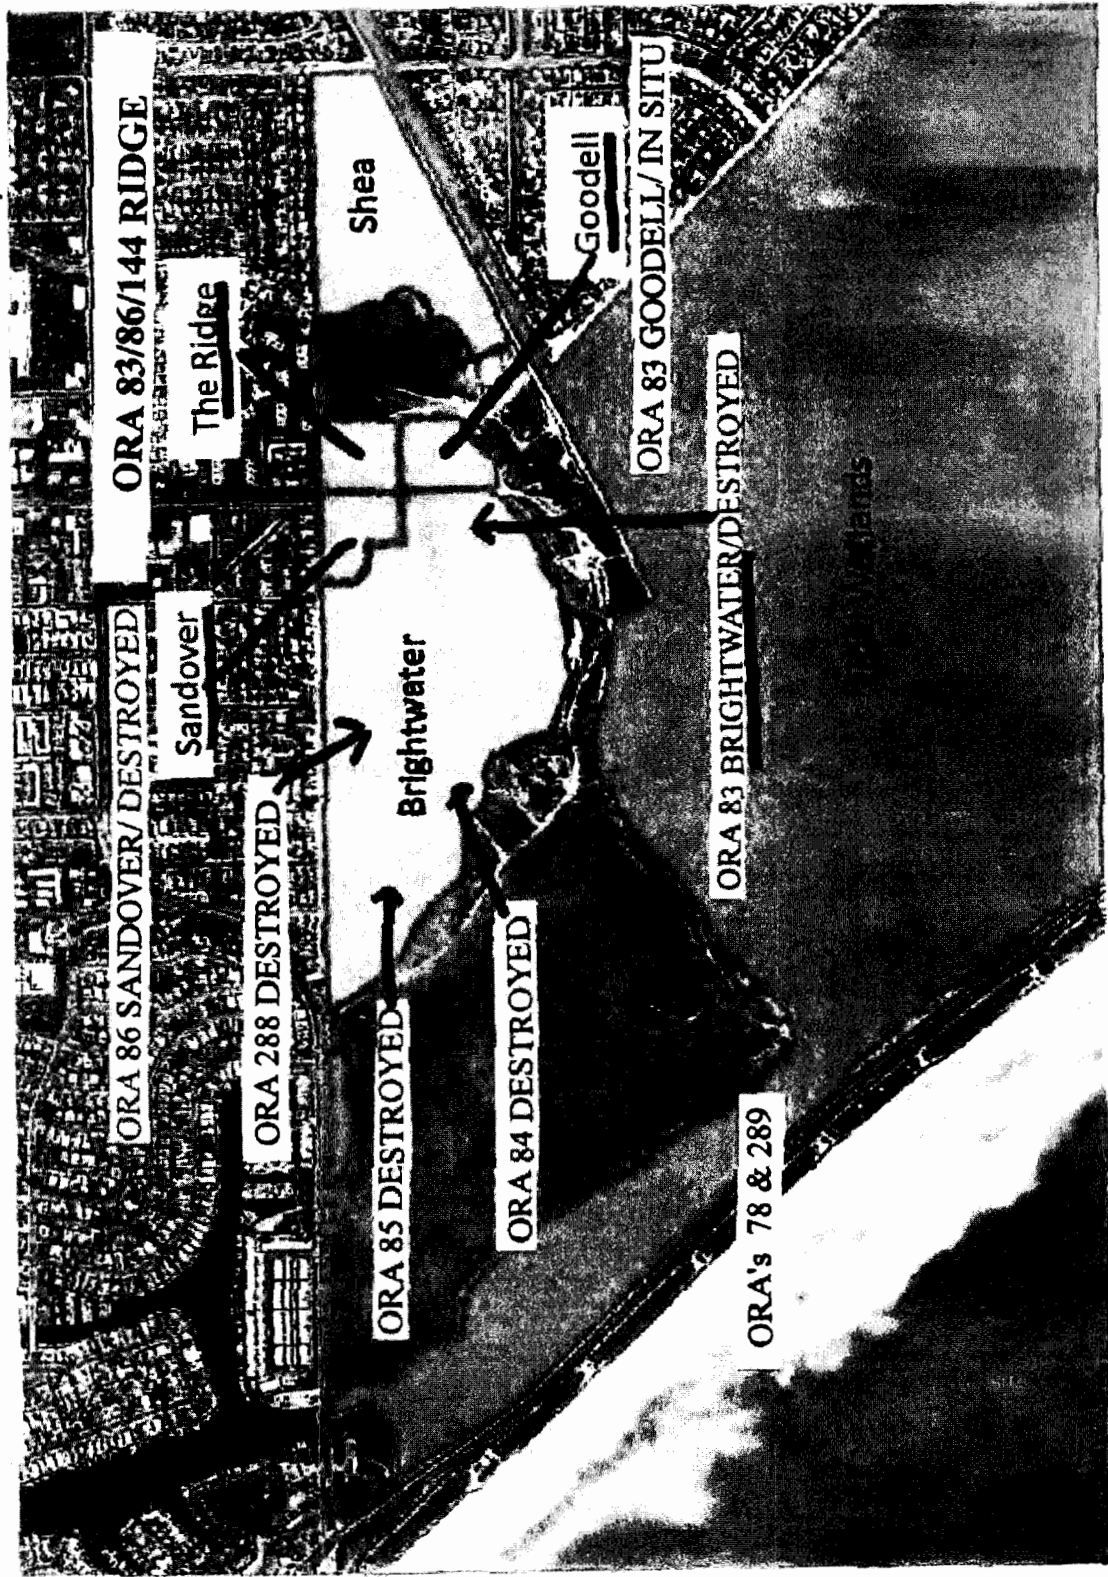 ORA 86 SANDOVER/ DESTROYED
ORA 83/86/144 RIDGE
Sandover
The Ridge
ORA 288 DESTROYED
Shea
ORA 85 DESTROYED
Brightwater
ORA 84 DESTROYED
Goodell
ORA 83 GOODELL/ IN SITU
ORA 83 BRIGHTWATER/DESTROYED
ORA's 78 & 289